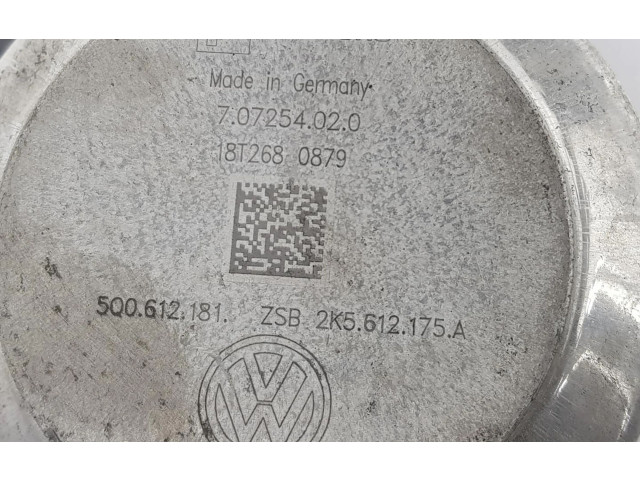 Made in Germany
7.07254.02.0
18T268 0879
5Q0.612.181. ZSB 2K5.612.175.A